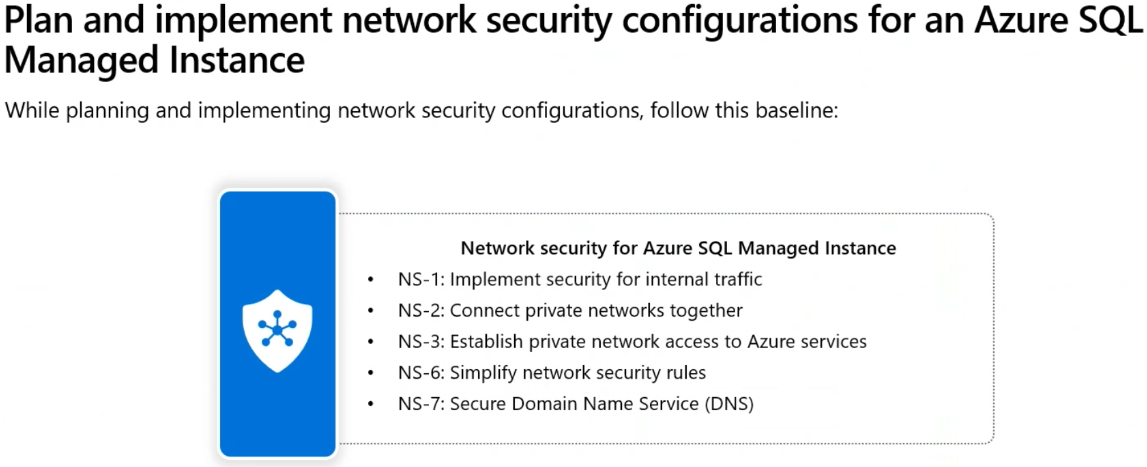 Plan and implement network security configurations for an Azure SQL
Managed Instance
While planning and implementing network security configurations, follow this baseline:
Network security for Azure SQL Managed Instance
• NS-1: Implement security for internal traffic
• NS-2: Connect private networks together
• NS-3: Establish private network access to Azure services
• NS-6: Simplify network security rules
• NS-7: Secure Domain Name Service (DNS)